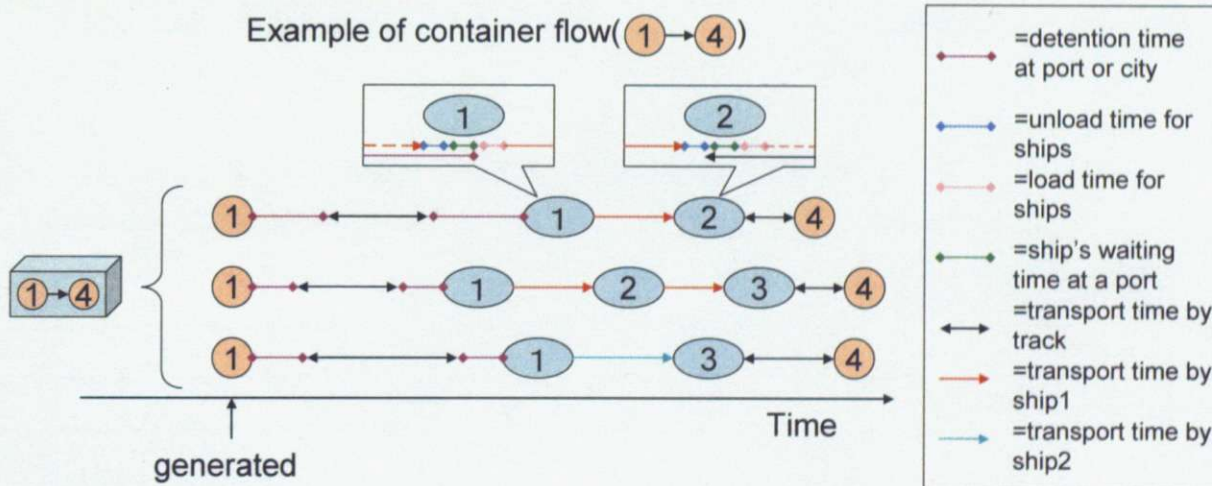 Example of container flow(1→4)
1
2
1
1
2
4
1→4
1
1
2
3
4
1
1
3
4
Time
generated
=detention time
at port or city
=unload time for
ships
=load time for
ships
=ship's waiting
time at a port
=transport time by
track
=transport time by
ship1
=transport time by
ship2